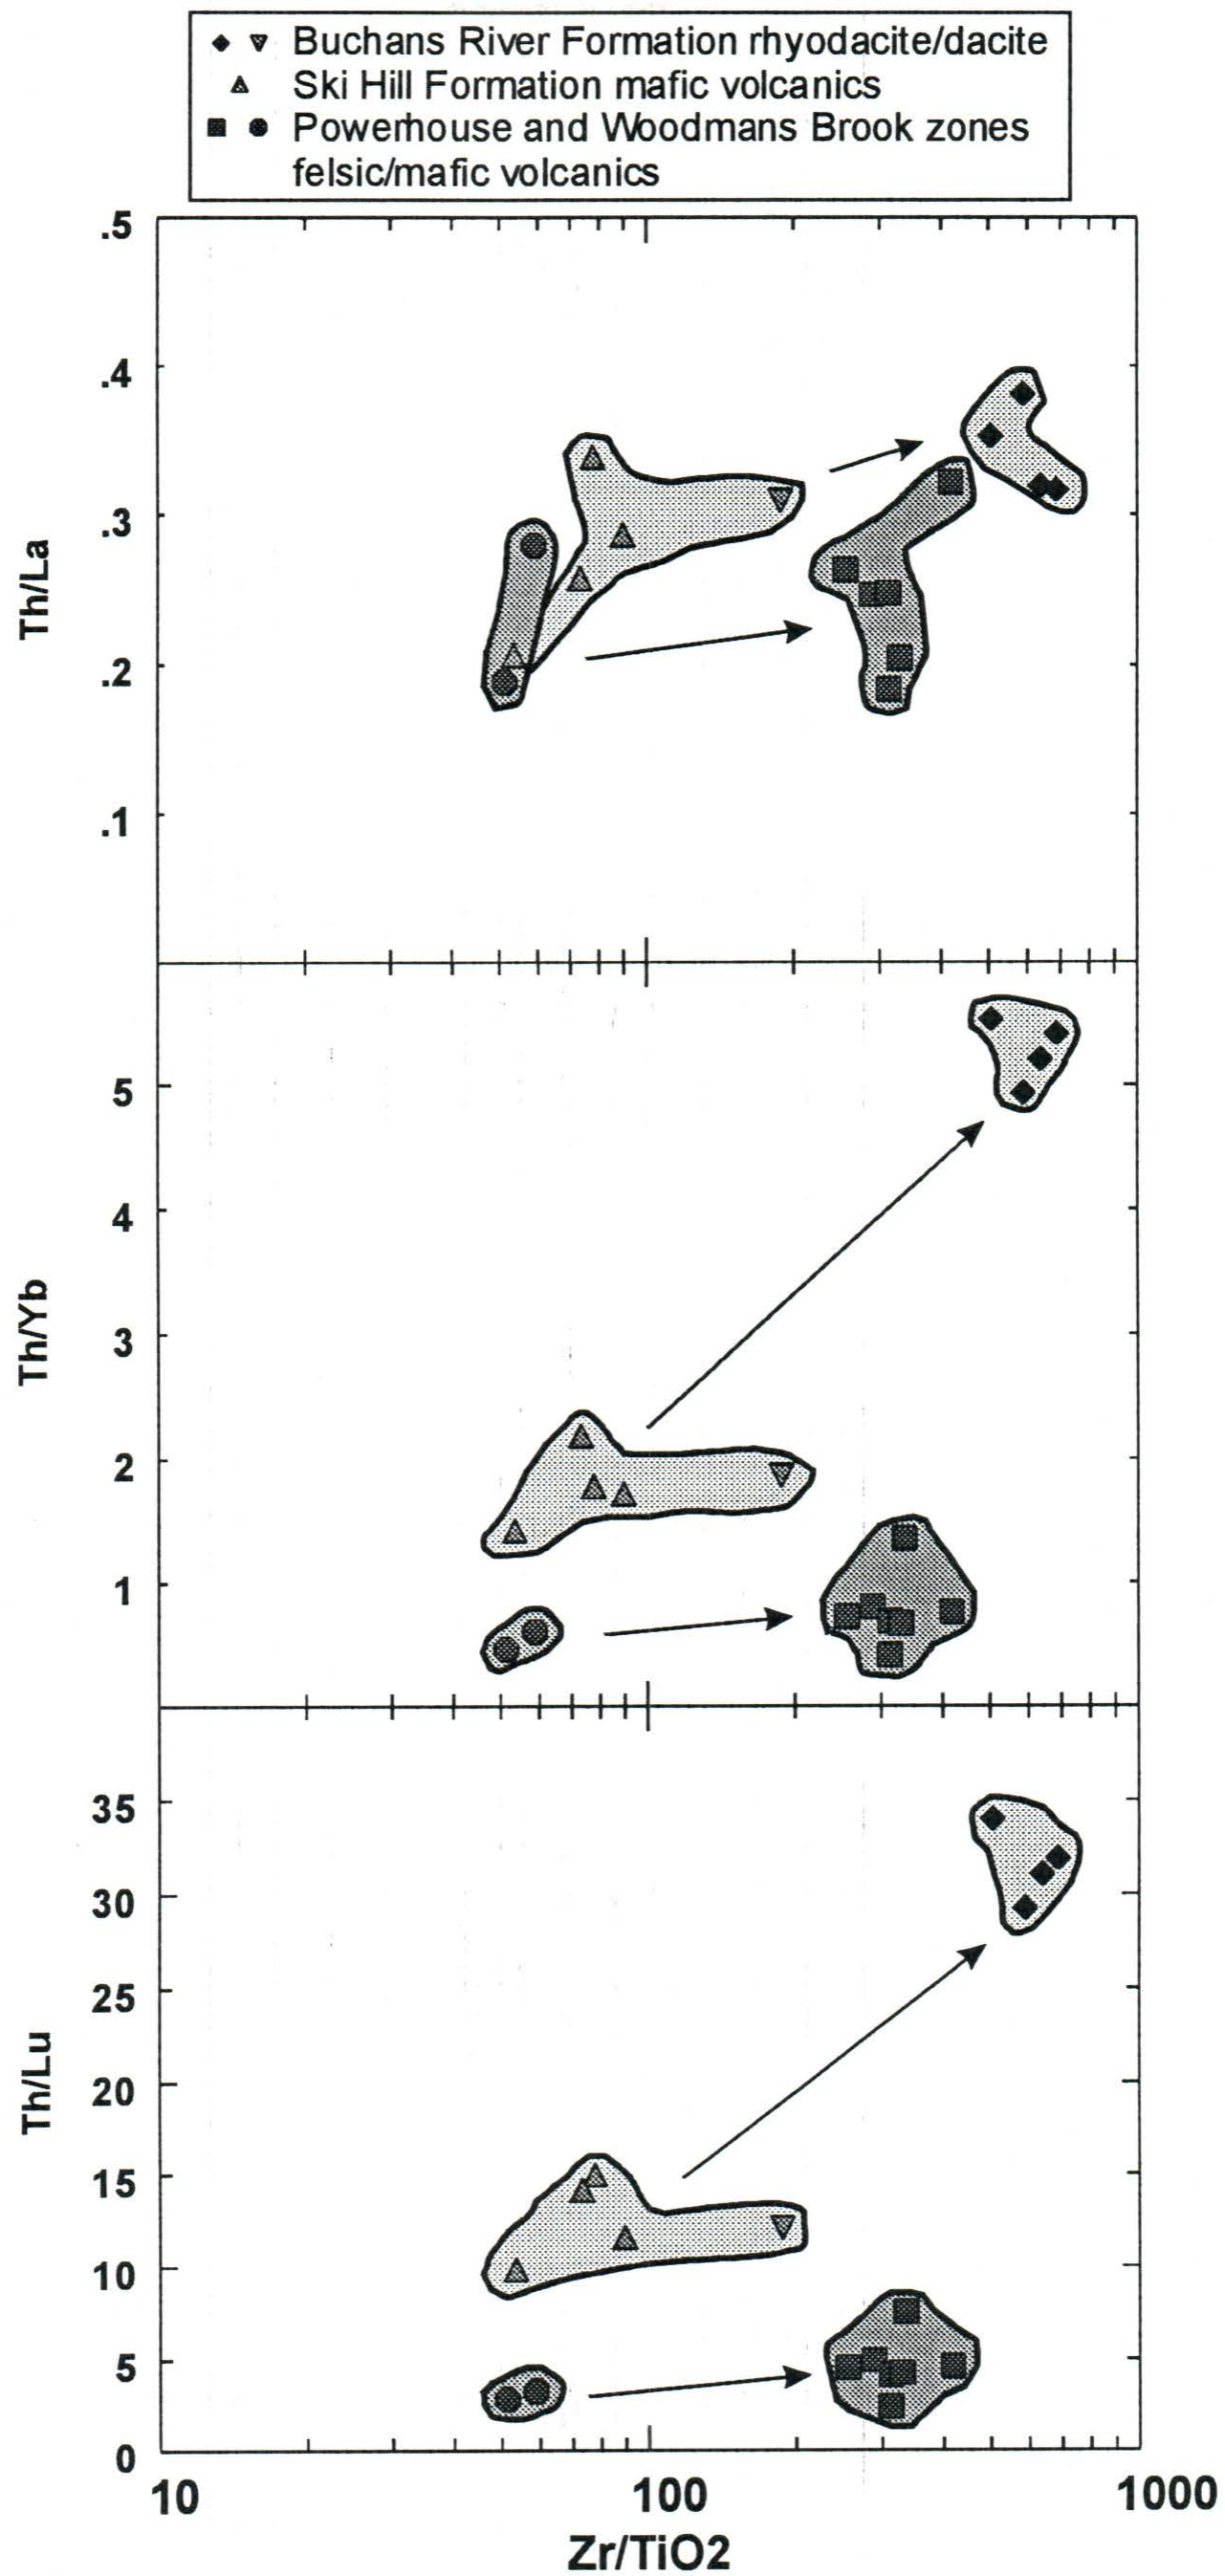 Buchans River Formation rhyodacite/dacite
Ski Hill Formation mafic volcanics
Powerhouse and Woodmans Brook zones
felsic/mafic volcanics
.5
.4
.3
.2
.1
Th/La
5
4
3
2
1
Th/Yb
35
30
25
20
15
10
5
0
Th/Lu
10 100 1000
Zr/TiO2